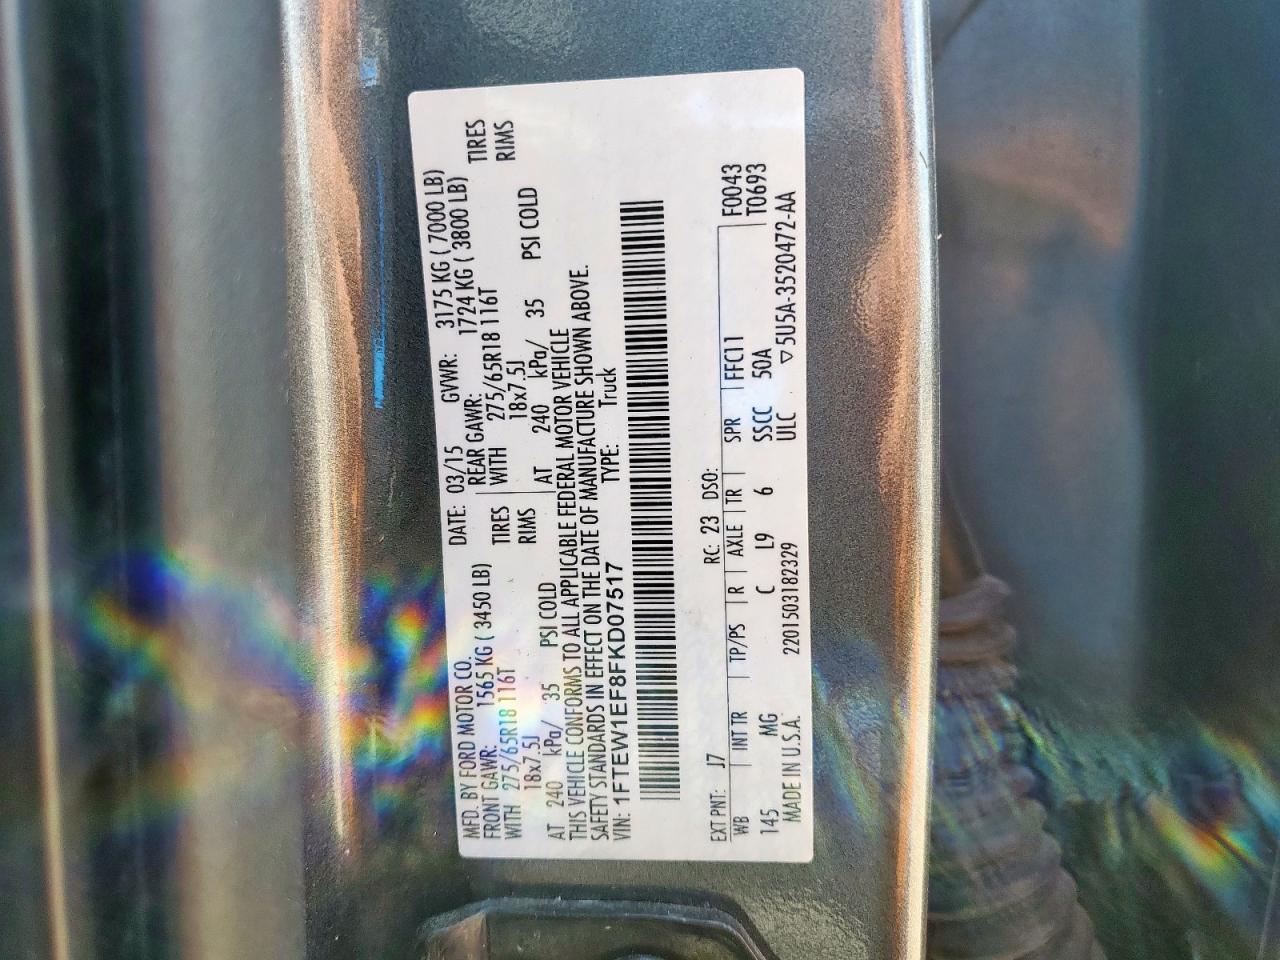 MFD. BY FORD MOTOR CO.
DATE: 03/15 GVWR: 3175 KG ( 7000 LB)
FRONT GAWR: 1565 KG ( 3450 LB)
REAR GAWR: 1724 KG ( 3800 LB)
WITH 275/65R18 116T TIRES
WITH 275/65R18 116T TIRES
18x7.5J RIMS
18x7.5J RIMS
AT 240 kPa/ 35 PSI COLD
AT 240 kPa/ 35 PSI COLD
THIS VEHICLE CONFORMS TO ALL APPLICABLE FEDERAL MOTOR VEHICLE
SAFETY STANDARDS IN EFFECT ON THE DATE OF MANUFACTURE SHOWN ABOVE.
VIN: 1FTEW1EF8FKD07517 TYPE: Truck
EXT PNT: J7 RC: 23 DSO: F0043
WB INT TR TP/PS R AXLE TR SPR FFC11 T0693
145 MG C L9 6 SSCC 50A
MADE IN U.S.A. 2201503182329 ULC ▽5U5A-3520472-AA